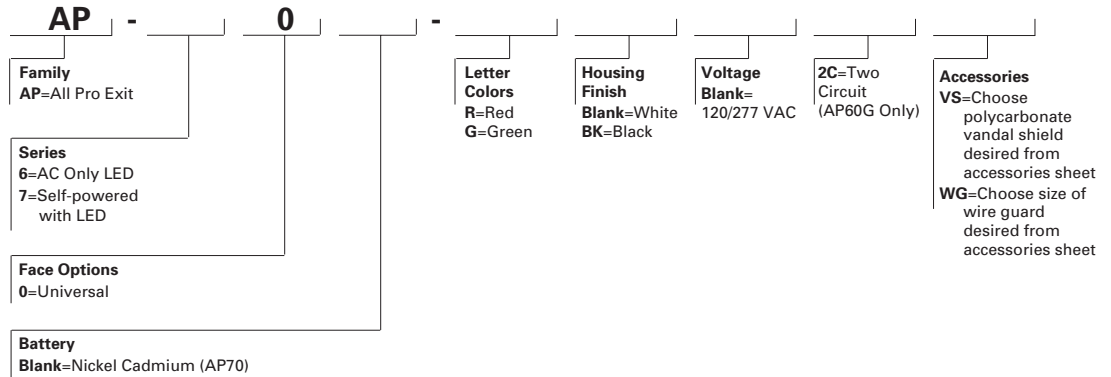 AP - 0 -
Family
AP=All Pro Exit
Series
6=AC Only LED
7=Self-powered
with LED
Face Options
0=Universal
Battery
Blank=Nickel Cadmium (AP70)
Letter
Colors
R=Red
G=Green
Housing
Finish
Blank=White
BK=Black
Voltage
Blank=
120/277 VAC
2C=Two
Circuit
(AP60G Only)
Accessories
VS=Choose
polycarbonate
vandal shield
desired from
accessories sheet
WG=Choose size of
wire guard
desired from
accessories sheet